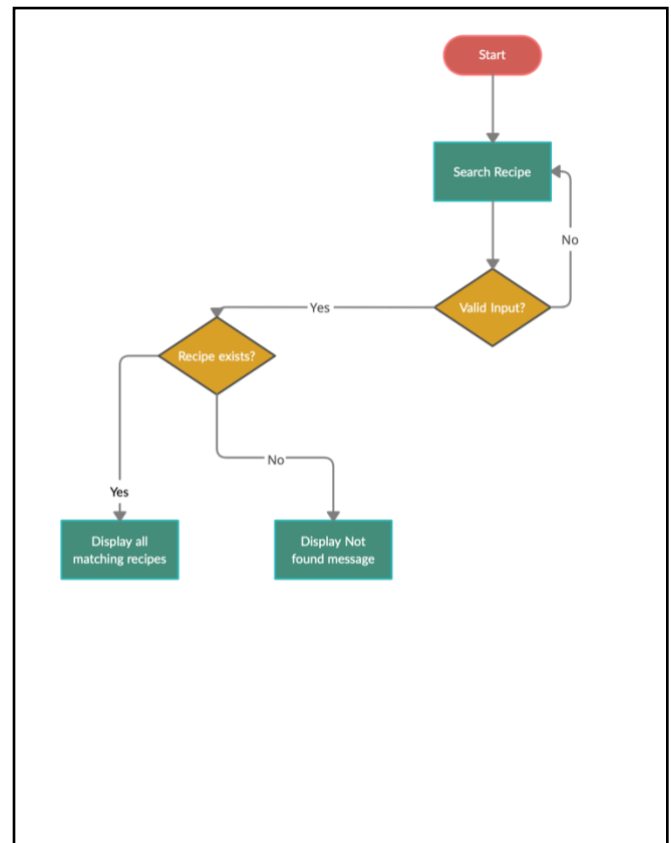 Start
Search Recipe
No
Valid Input?
Yes
Recipe exists?
No
Yes
Display all
matching recipes
Display Not
found message